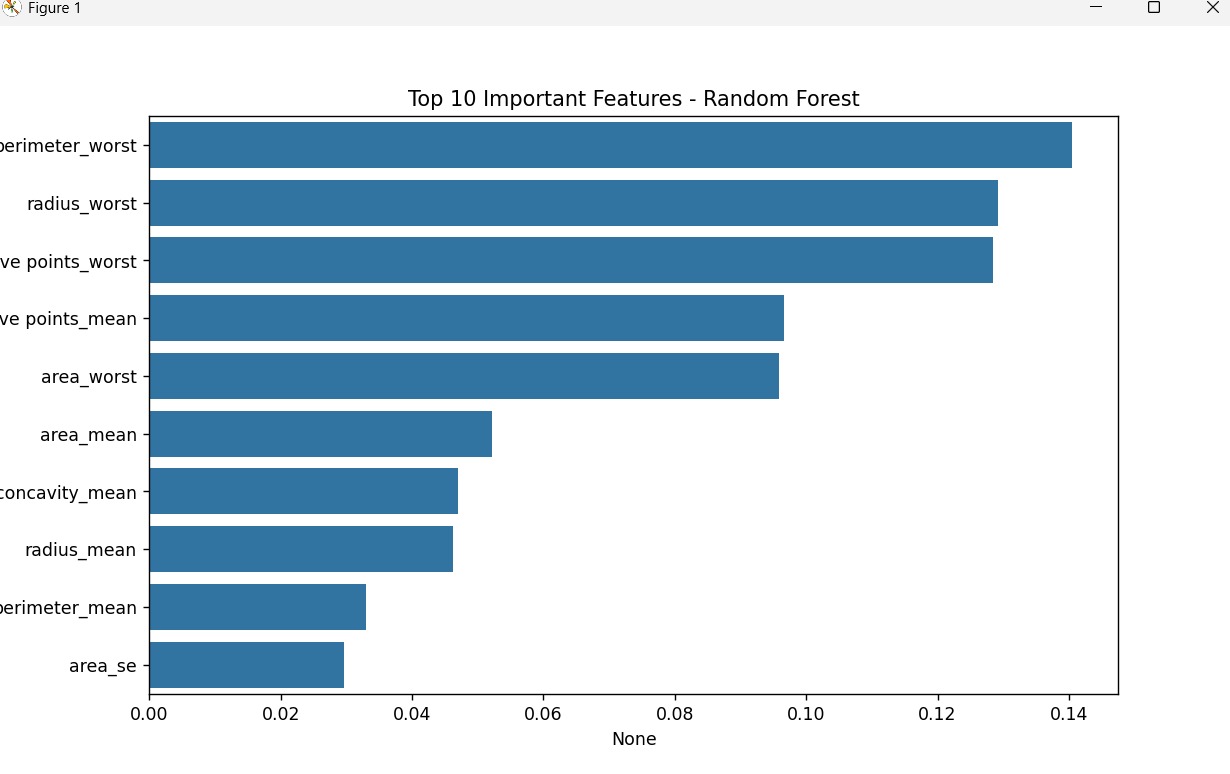 Figure 1
Top 10 Important Features - Random Forest
perimeter_worst
radius_worst
ve points_worst
ve points_mean
area_worst
area_mean
concavity_mean
radius_mean
perimeter_mean
area_se
0.00 0.02 0.04 0.06 0.08 0.10 0.12 0.14
None